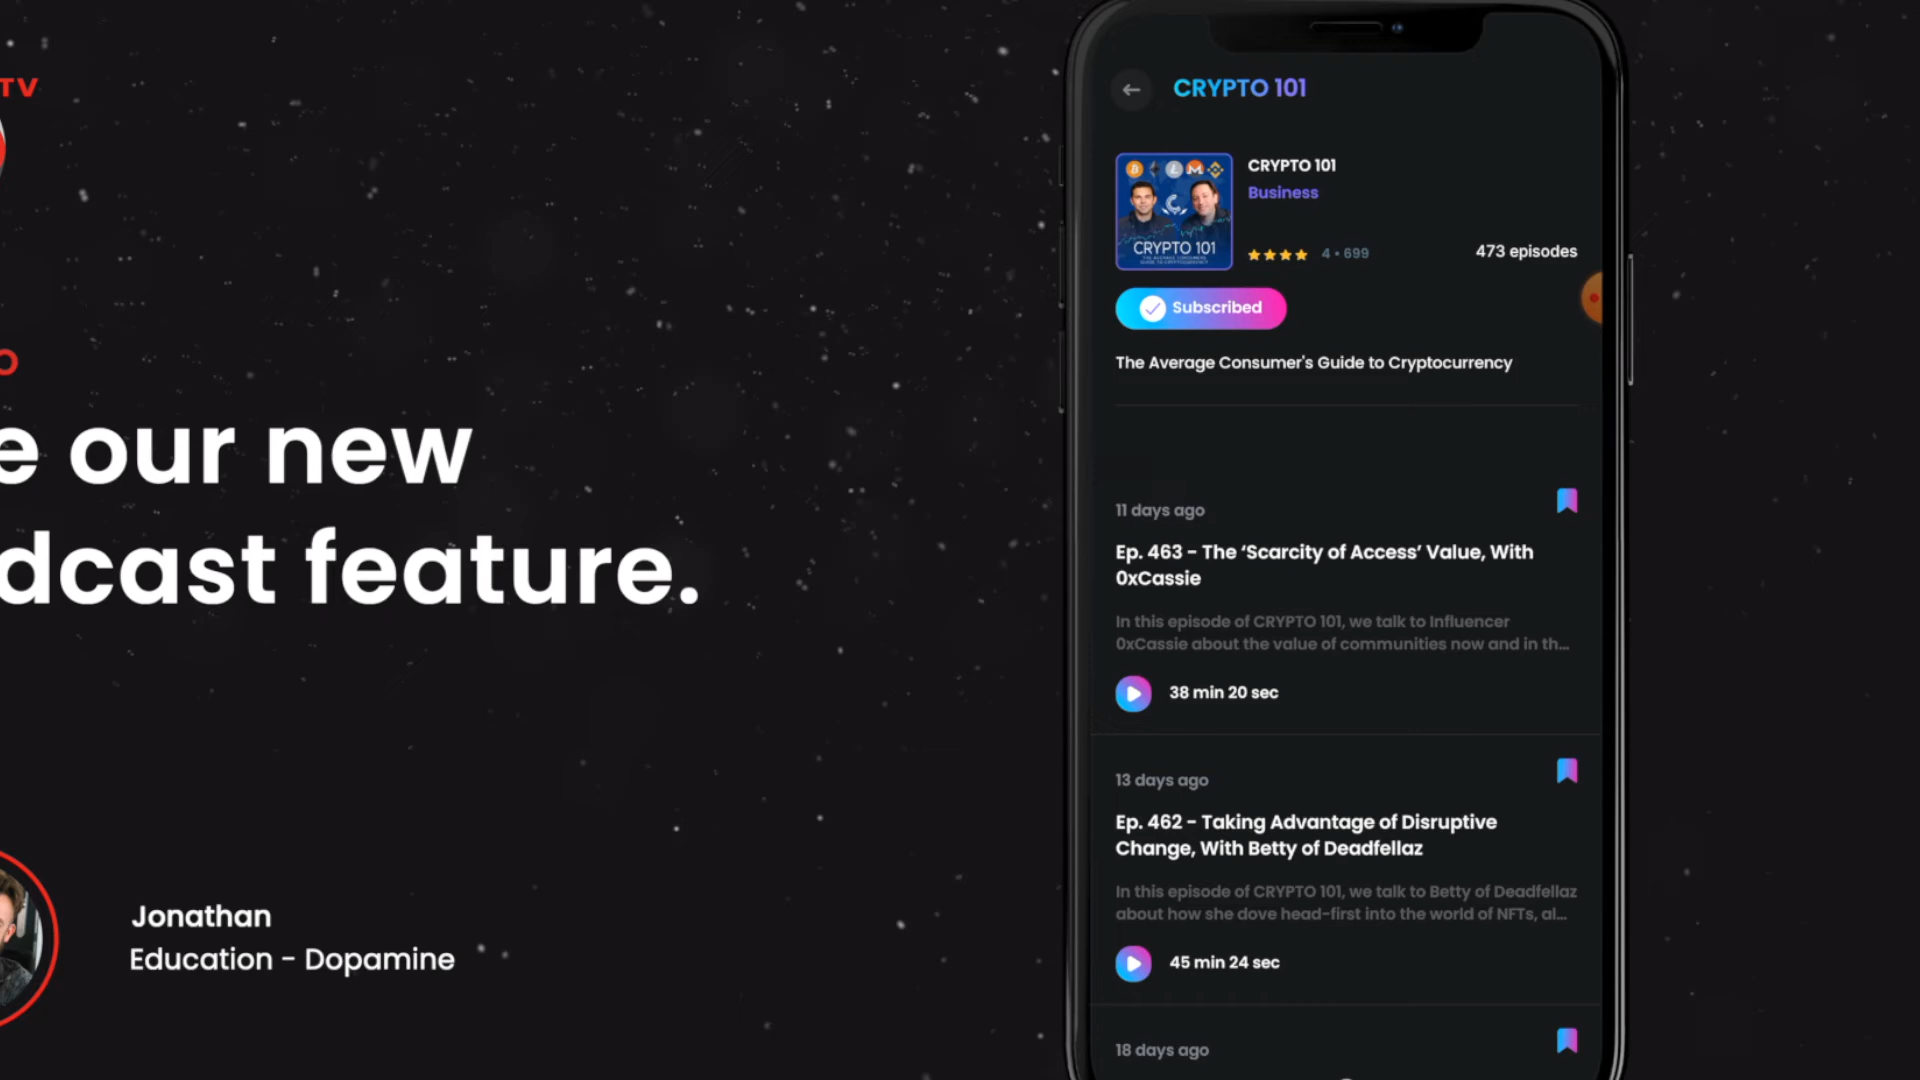 TV
O
e our new
dcast feature.
Jonathan
Education - Dopamine
CRYPTO 101
CRYPTO 101
CRYPTO 101
Business
4 • 699
473 episodes
Subscribed
The Average Consumer's Guide to Cryptocurrency
11 days ago
Ep. 463 - The ‘Scarcity of Access’ Value, With
0xCassie
In this episode of CRYPTO 101, we talk to Influencer
0xCassie about the value of communities now and in th...
38 min 20 sec
13 days ago
Ep. 462 - Taking Advantage of Disruptive
Change, With Betty of Deadfellaz
In this episode of CRYPTO 101, we talk to Betty of Deadfellaz
about how she dove head-first into the world of NFTs, al...
45 min 24 sec
18 days ago